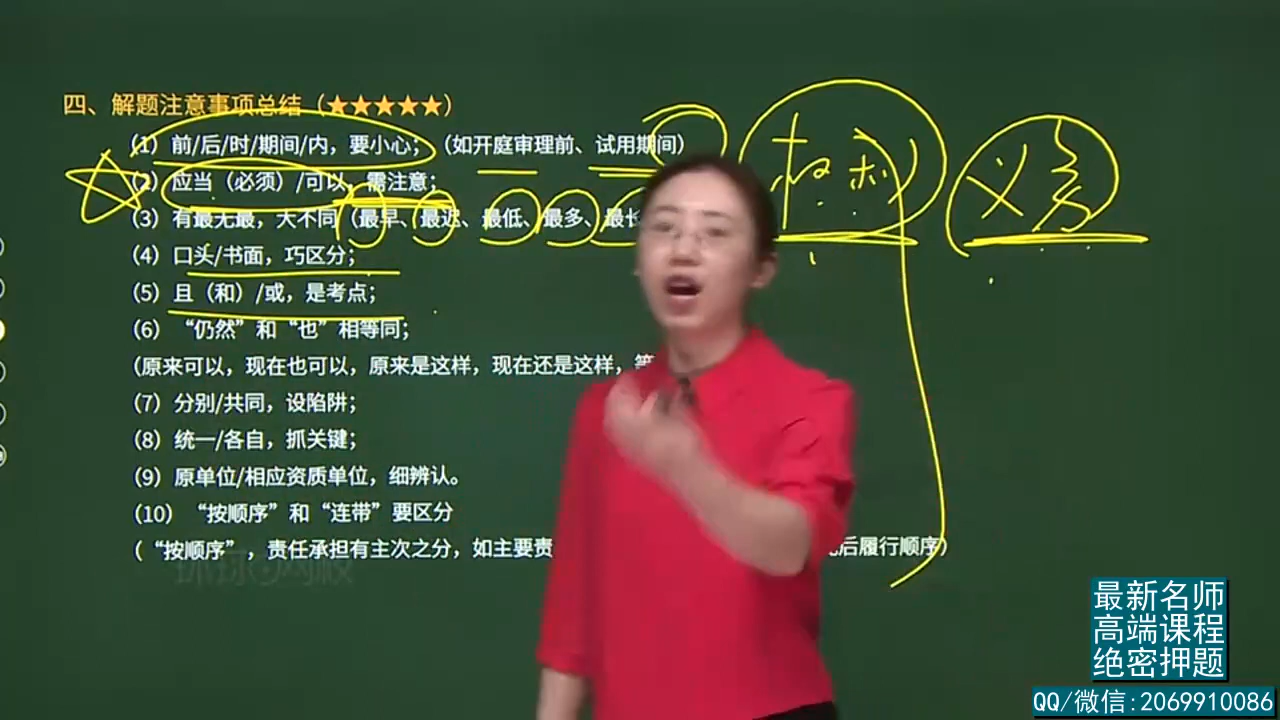 四、解题注意事项总结（★★★★★）
（1）前/后/时/期间/内，要小心；（如开庭审理前、试用期间）
（2）应当（必须）/可以，需注意；
（3）有最无最，大不同（最早、最迟、最低、最多、最长
（4）口头/书面，巧区分；
（5）且（和）/或，是考点；
（6）“仍然”和“也”相等同；
（原来可以，现在也可以，原来是这样，现在还是这样，等
（7）分别/共同，设陷阱；
（8）统一/各自，抓关键；
（9）原单位/相应资质单位，细辨认。
（10）“按顺序”和“连带”要区分
（“按顺序”，责任承担有主次之分，如主要责 后履行顺序）
权利 义务
环球网校
最新名师
高端课程
绝密押题
QQ/微信:2069910086